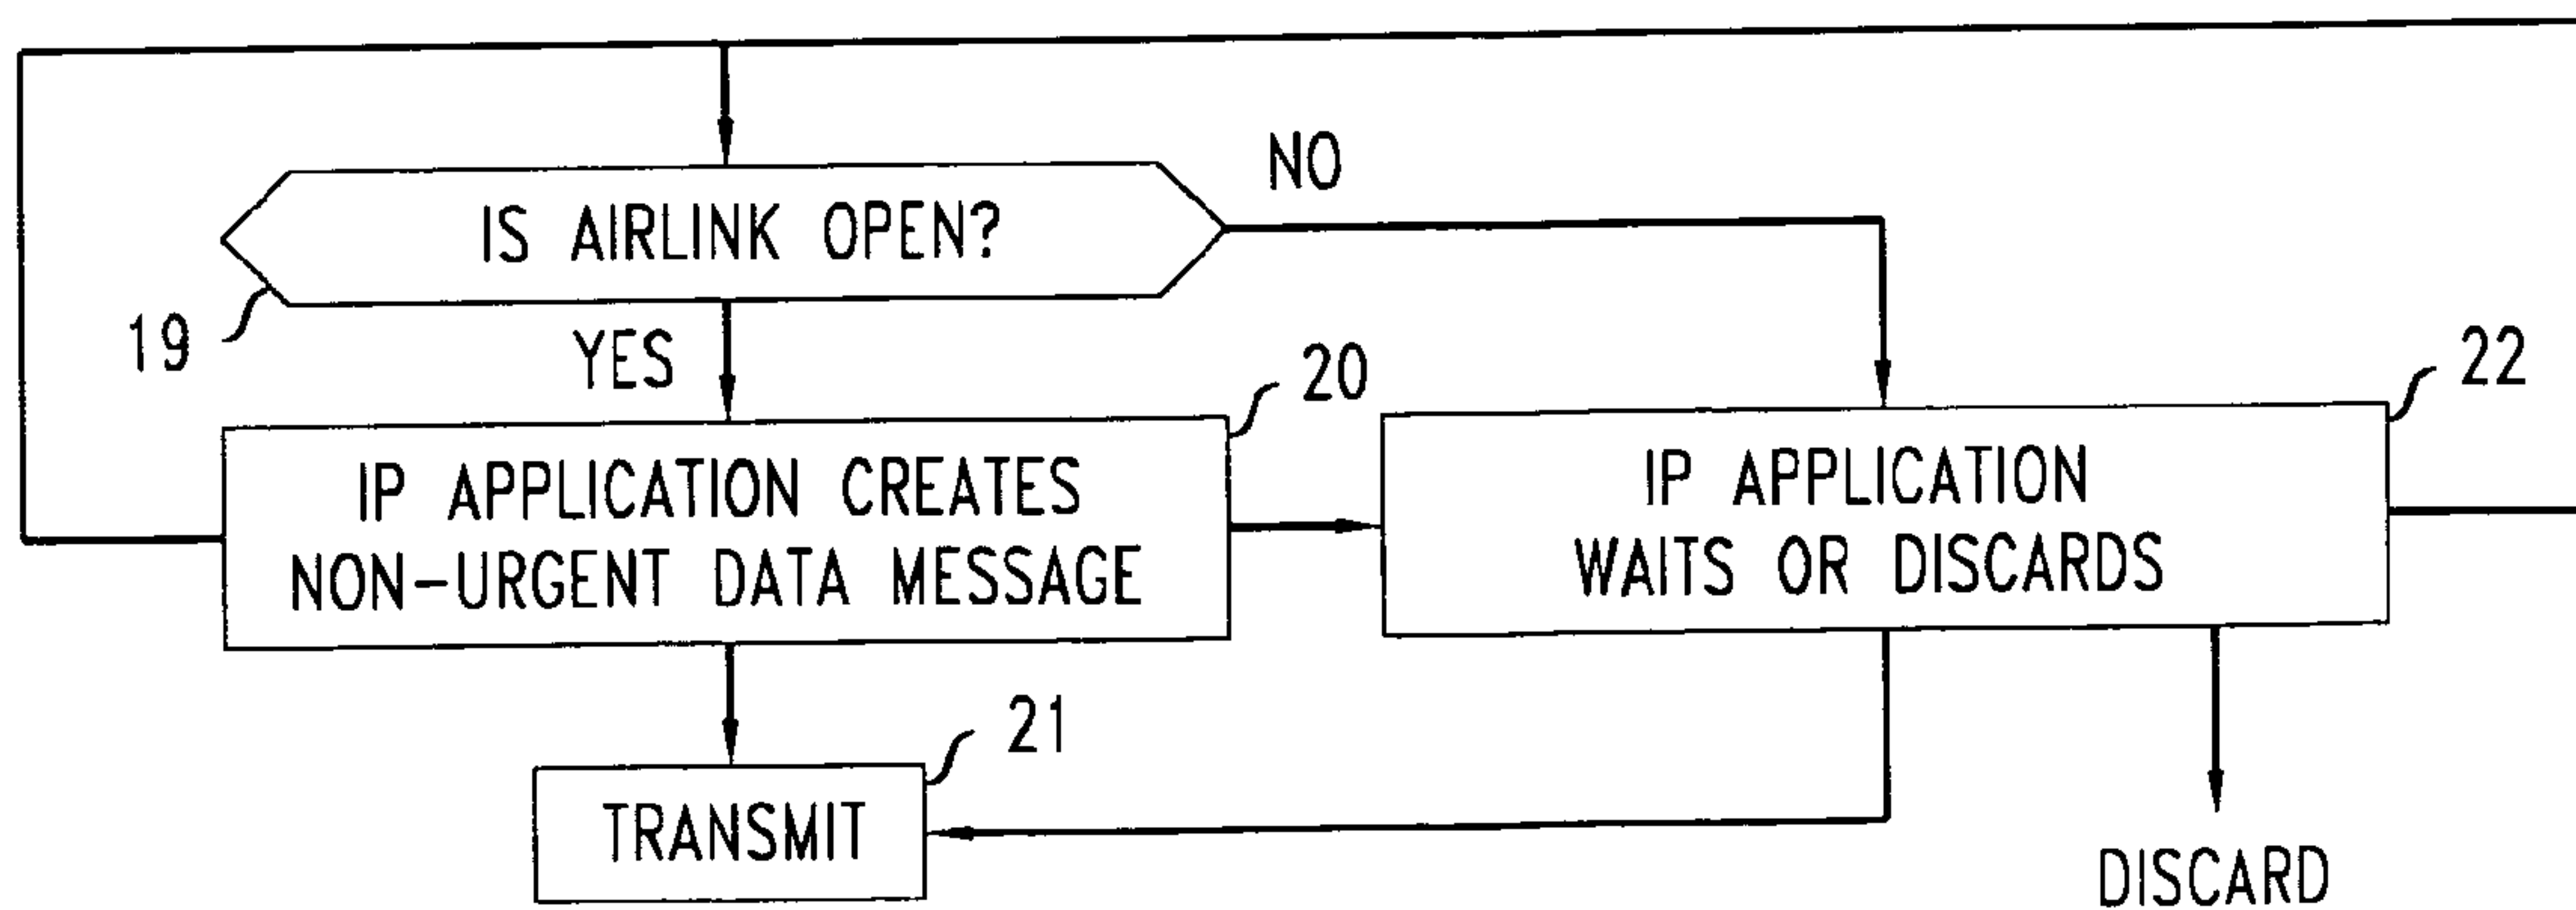 NO
IS AIRLINK OPEN?
19
YES
20
22
IP APPLICATION CREATES
NON-URGENT DATA MESSAGE
IP APPLICATION
WAITS OR DISCARDS
21
TRANSMIT
DISCARD